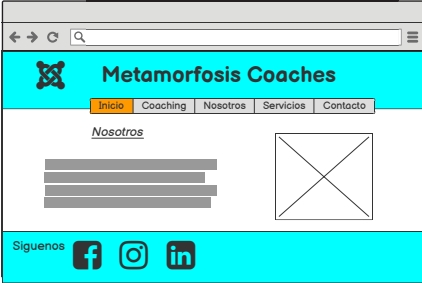 Metamorfosis Coaches
Inicio Coaching Nosotros Servicios Contacto
Nosotros
Siguenos